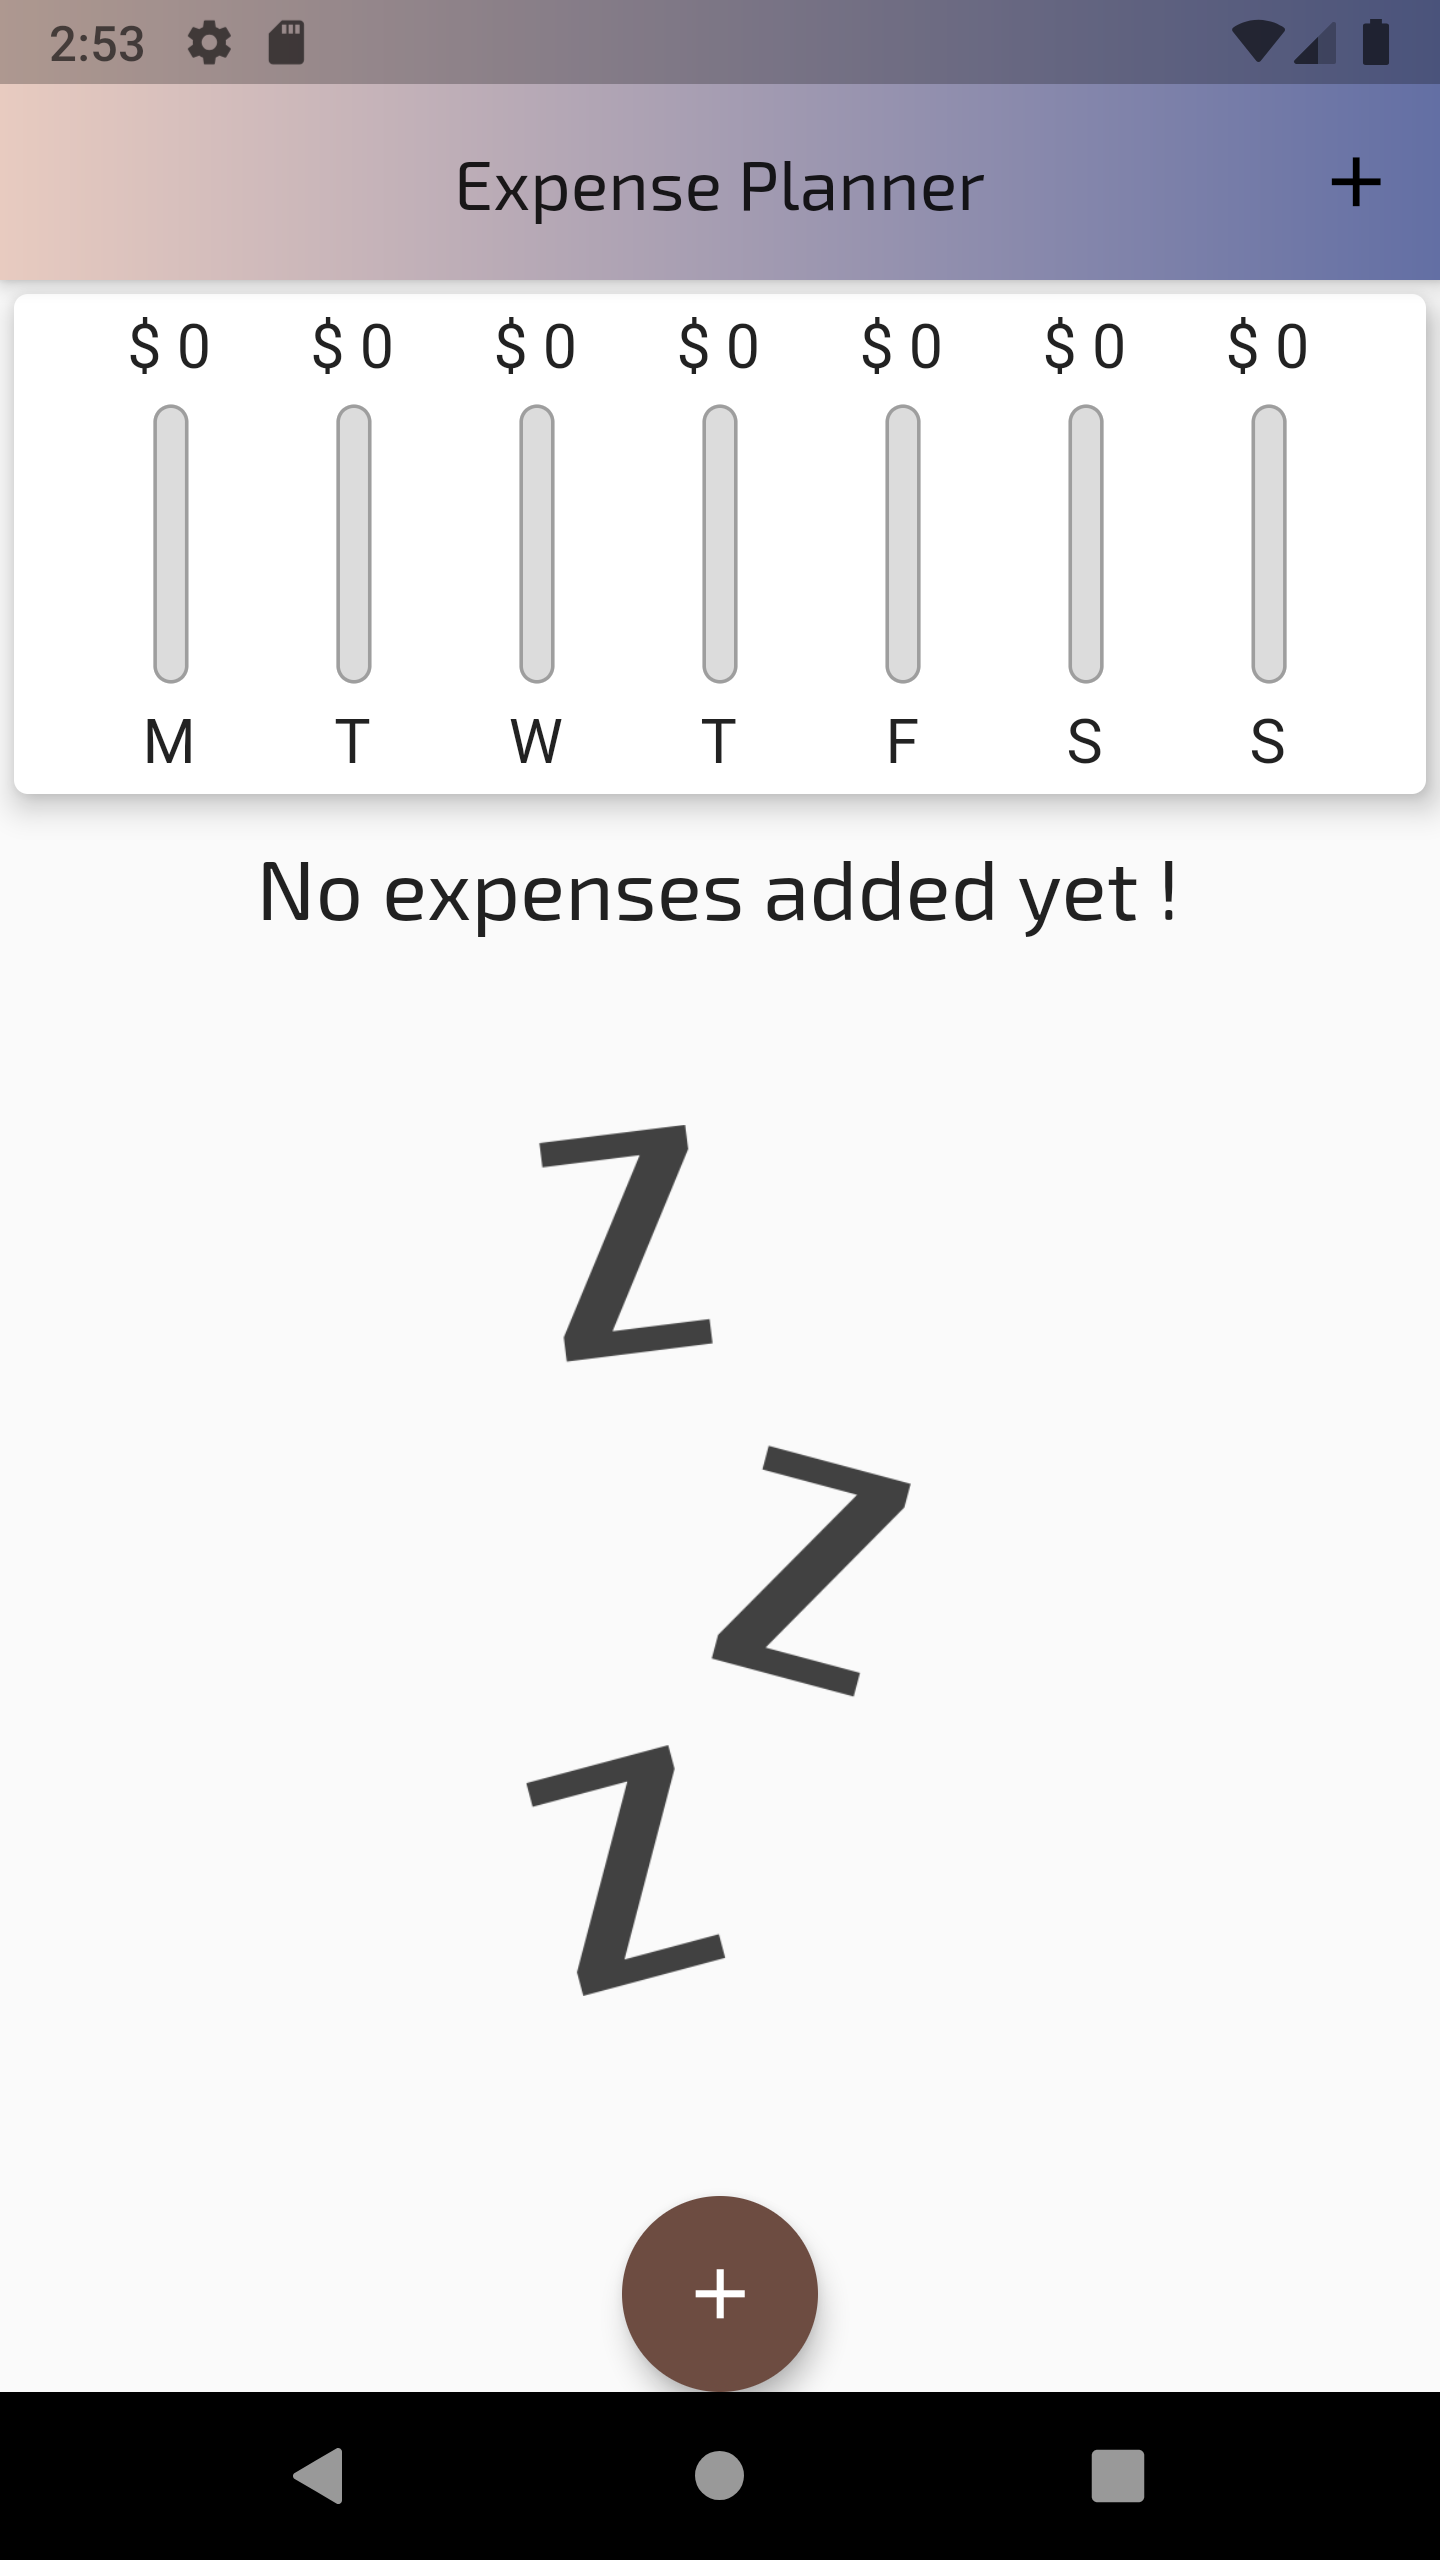 2:53
Expense Planner
$ 0 $ 0 $ 0 $ 0 $ 0 $ 0 $ 0
M T W T F S S
No expenses added yet !
Z
Z
Z